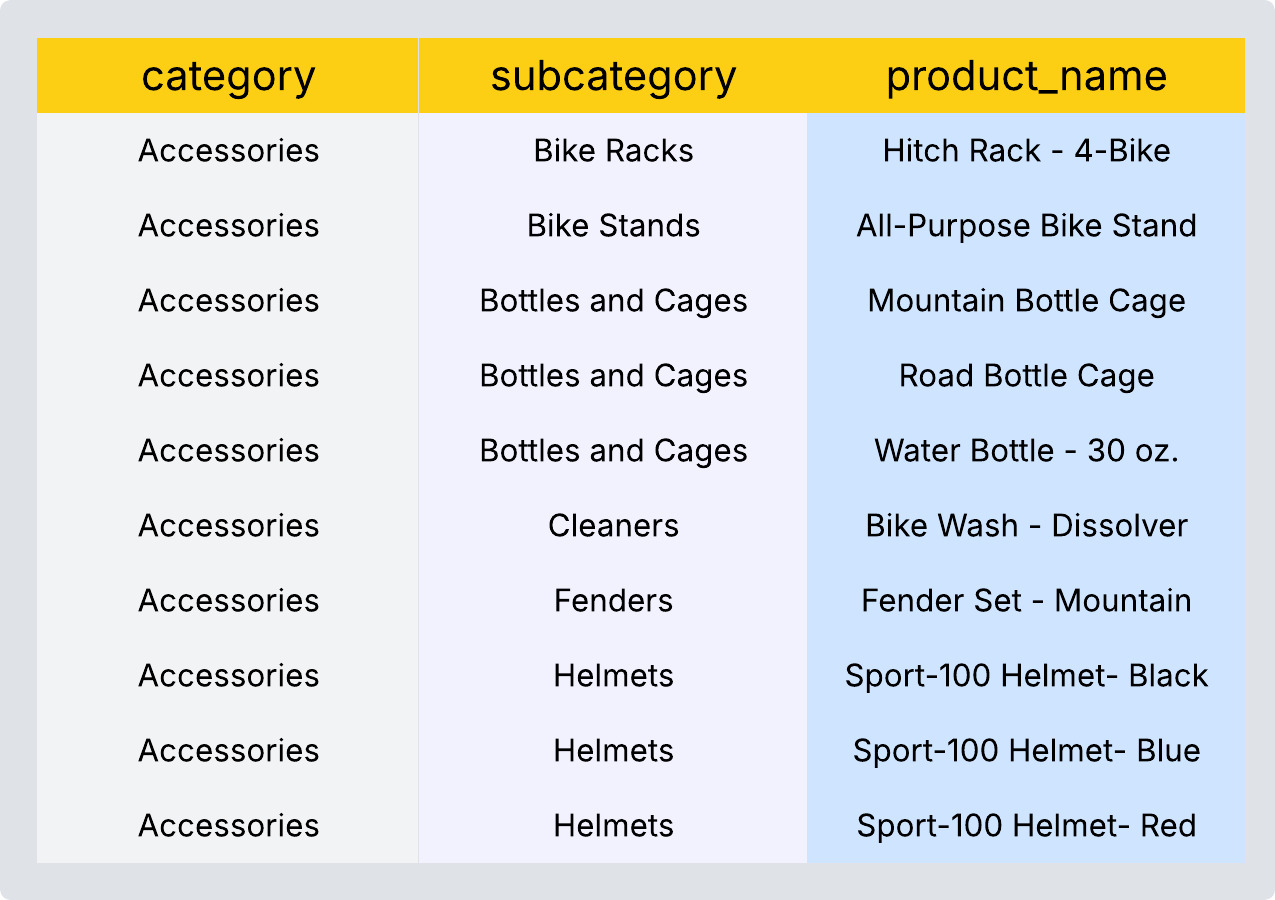 category subcategory product_name
Accessories Bike Racks Hitch Rack - 4-Bike
Accessories Bike Stands All-Purpose Bike Stand
Accessories Bottles and Cages Mountain Bottle Cage
Accessories Bottles and Cages Road Bottle Cage
Accessories Bottles and Cages Water Bottle - 30 oz.
Accessories Cleaners Bike Wash - Dissolver
Accessories Fenders Fender Set - Mountain
Accessories Helmets Sport-100 Helmet- Black
Accessories Helmets Sport-100 Helmet- Blue
Accessories Helmets Sport-100 Helmet- Red